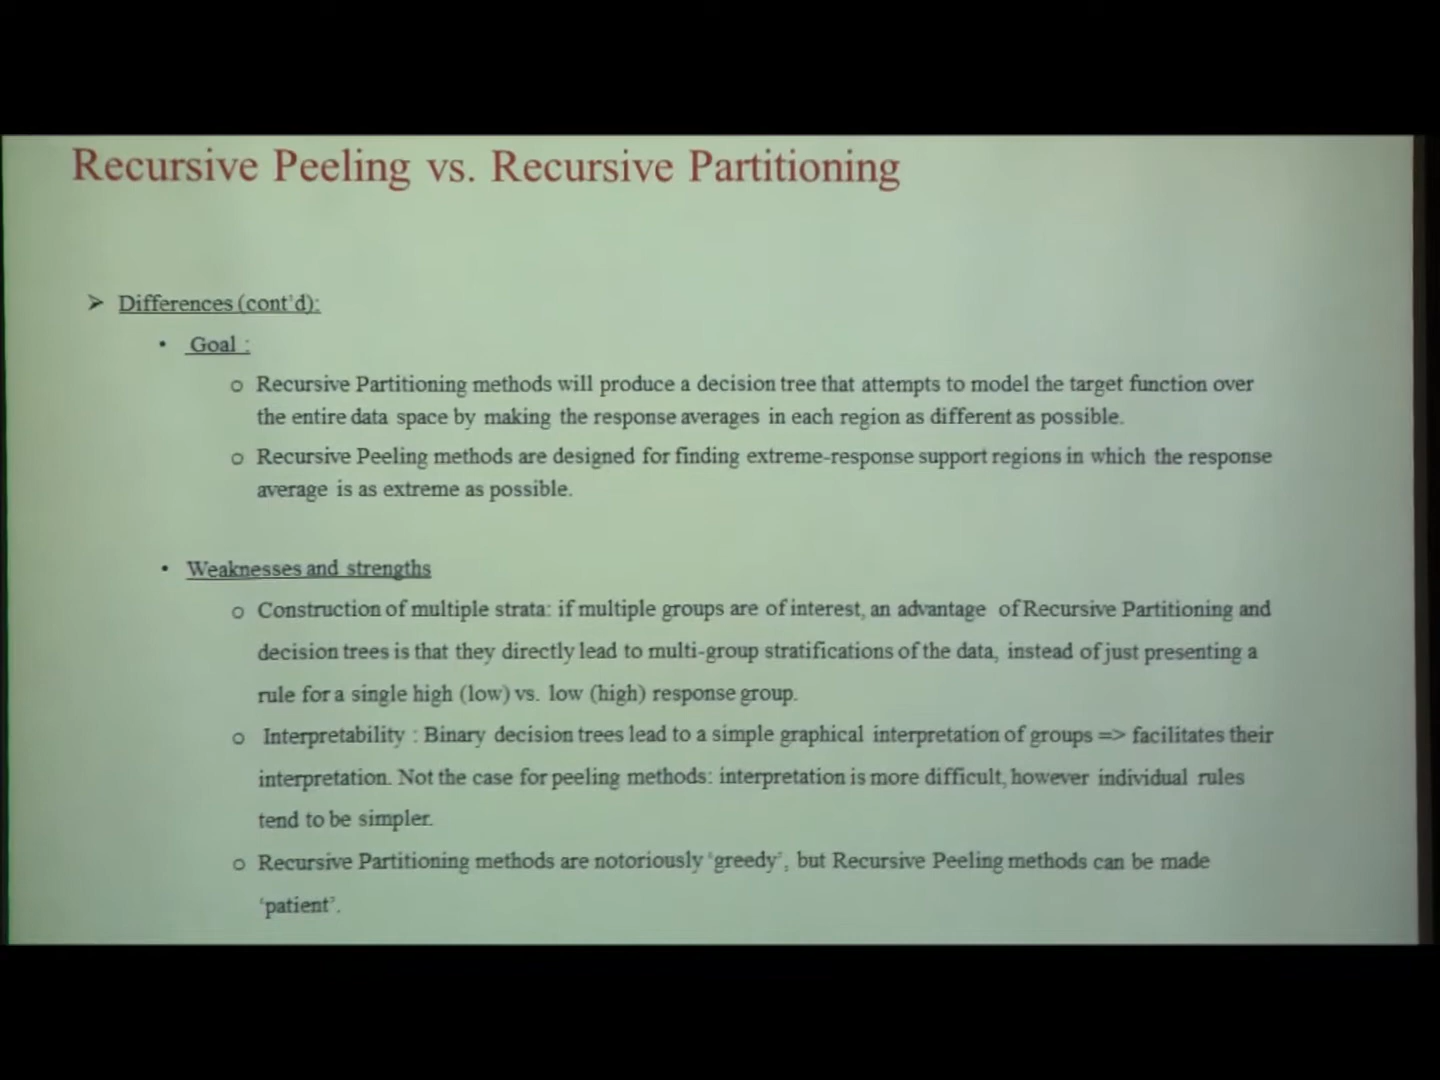 Recursive Peeling vs. Recursive Partitioning
➢ Differences (cont'd):
• Goal :
o Recursive Partitioning methods will produce a decision tree that attempts to model the target function over
the entire data space by making the response averages in each region as different as possible.
o Recursive Peeling methods are designed for finding extreme-response support regions in which the response
average is as extreme as possible.
• Weaknesses and strengths
o Construction of multiple strata: if multiple groups are of interest, an advantage of Recursive Partitioning and
decision trees is that they directly lead to multi-group stratifications of the data, instead of just presenting a
rule for a single high (low) vs. low (high) response group.
o Interpretability : Binary decision trees lead to a simple graphical interpretation of groups => facilitates their
interpretation. Not the case for peeling methods: interpretation is more difficult, however individual rules
tend to be simpler.
o Recursive Partitioning methods are notoriously 'greedy', but Recursive Peeling methods can be made
'patient'.